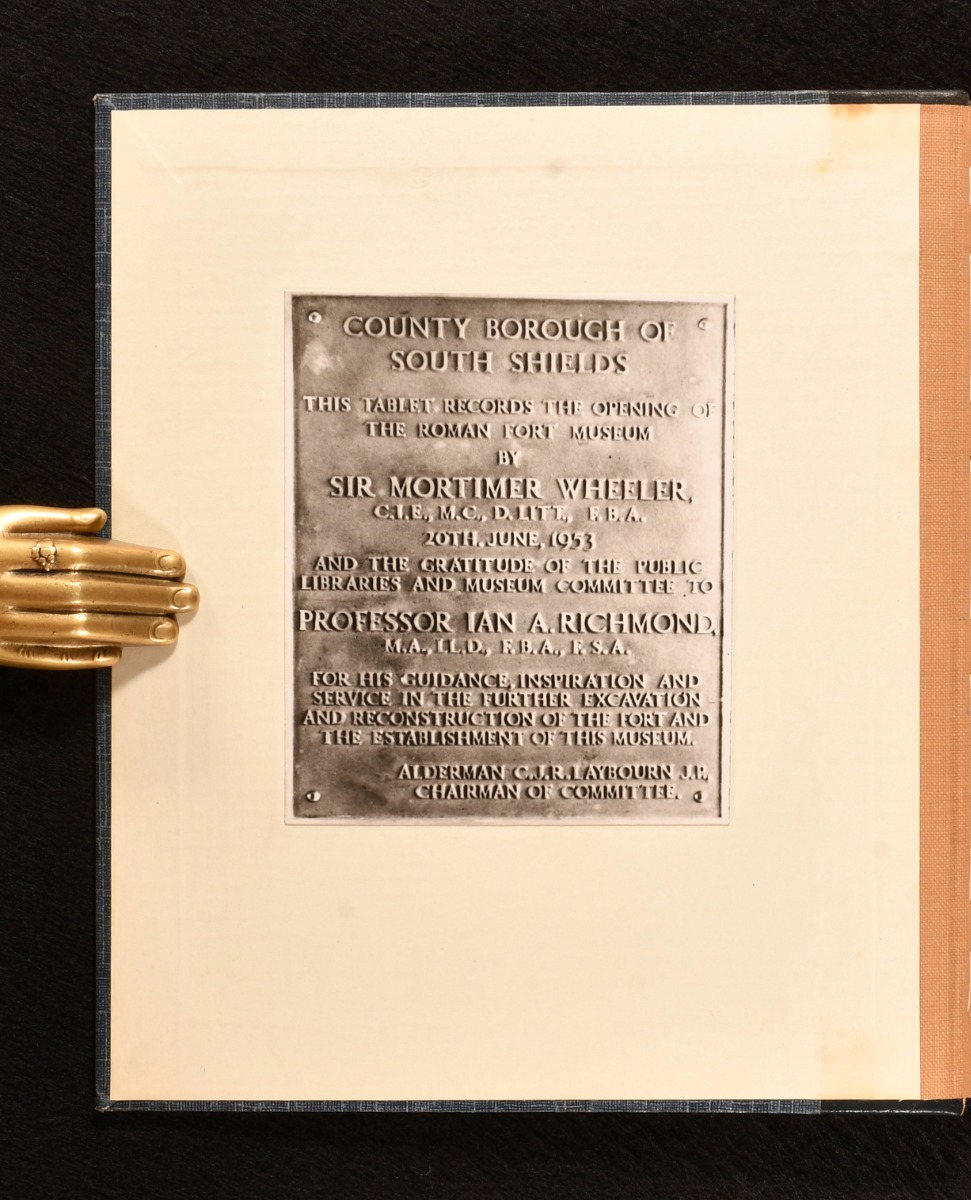 COUNTY BOROUGH OF
SOUTH SHIELDS
THIS TABLET RECORDS THE OPENING OF
THE ROMAN FORT MUSEUM
BY
SIR MORTIMER WHEELER,
C.I.E., M.C., D.LITT., F.B.A.
20TH. JUNE, 1953
AND THE GRATITUDE OF THE PUBLIC
LIBRARIES AND MUSEUM COMMITTEE TO
PROFESSOR IAN A. RICHMOND,
M.A., LL.D., F.B.A., F.S.A.
FOR HIS GUIDANCE, INSPIRATION AND
SERVICE IN THE FURTHER EXCAVATION
AND RECONSTRUCTION OF THE FORT AND
THE ESTABLISHMENT OF THIS MUSEUM.
ALDERMAN C.J.R. LAYBOURN J.P.,
CHAIRMAN OF COMMITTEE.